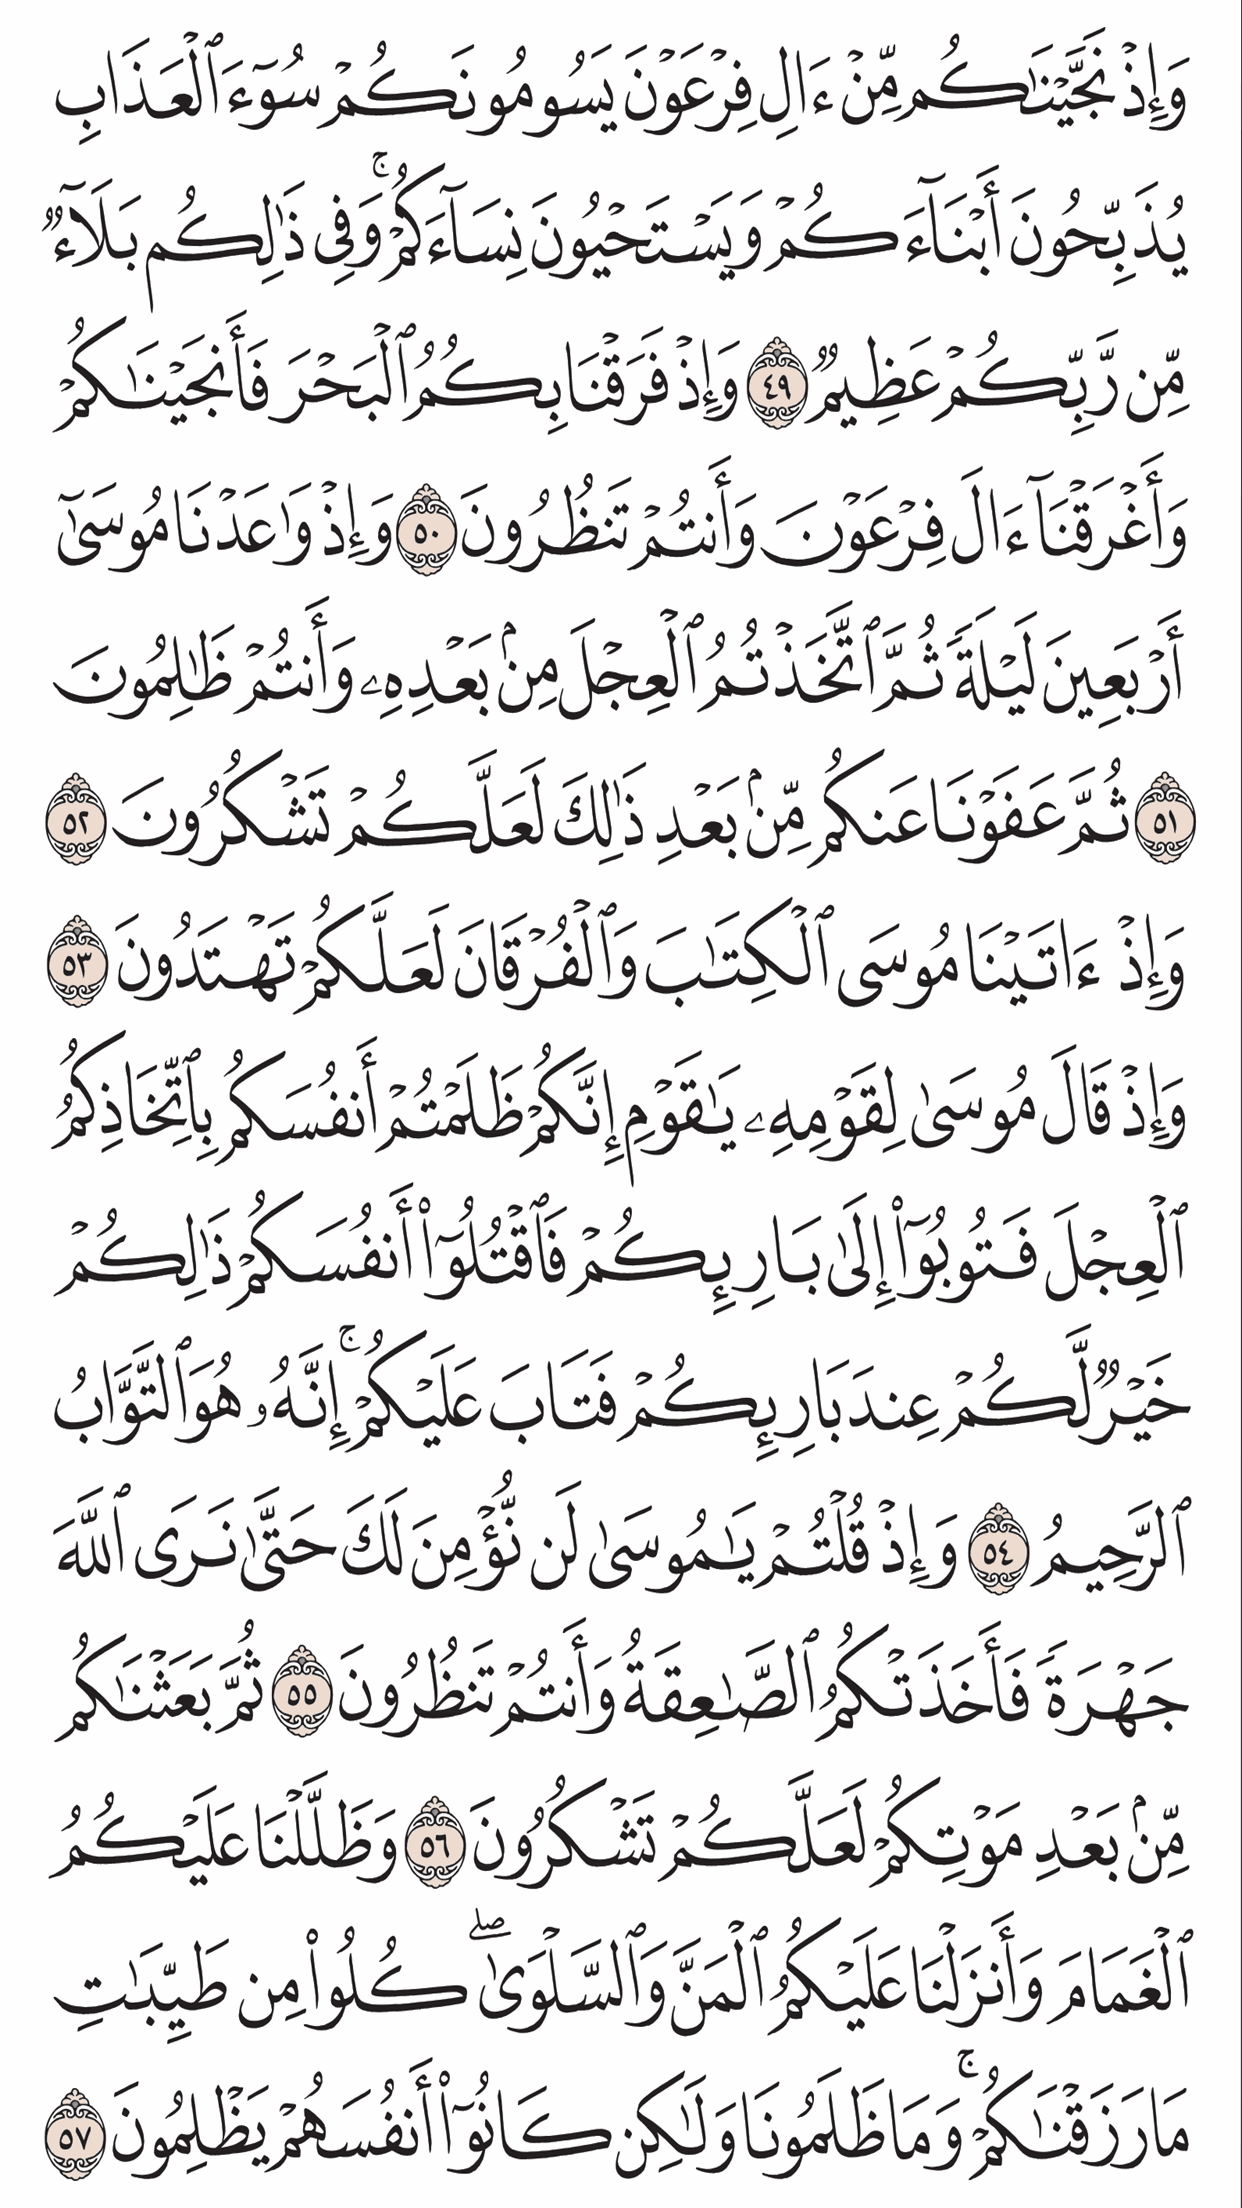 وَإِذْ نَجَّيْنَٰكُم مِّنْ ءَالِ فِرْعَوْنَ يَسُومُونَكُمْ سُوٓءَ ٱلْعَذَابِ
يُذَبِّحُونَ أَبْنَآءَكُمْ وَيَسْتَحْيُونَ نِسَآءَكُمْ ۚ وَفِى ذَٰلِكُم بَلَآءٌ
مِّن رَّبِّكُمْ عَظِيمٌ ٤٩ وَإِذْ فَرَقْنَا بِكُمُ ٱلْبَحْرَ فَأَنجَيْنَٰكُمْ
وَأَغْرَقْنَآ ءَالَ فِرْعَوْنَ وَأَنتُمْ تَنظُرُونَ ٥٠ وَإِذْ وَٰعَدْنَا مُوسَىٰٓ
أَرْبَعِينَ لَيْلَةً ثُمَّ ٱتَّخَذْتُمُ ٱلْعِجْلَ مِنۢ بَعْدِهِۦ وَأَنتُمْ ظَٰلِمُونَ
٥١ ثُمَّ عَفَوْنَا عَنكُم مِّنۢ بَعْدِ ذَٰلِكَ لَعَلَّكُمْ تَشْكُرُونَ ٥٢
وَإِذْ ءَاتَيْنَا مُوسَى ٱلْكِتَٰبَ وَٱلْفُرْقَانَ لَعَلَّكُمْ تَهْتَدُونَ ٥٣
وَإِذْ قَالَ مُوسَىٰ لِقَوْمِهِۦ يَٰقَوْمِ إِنَّكُمْ ظَلَمْتُمْ أَنفُسَكُم بِٱتِّخَاذِكُمُ
ٱلْعِجْلَ فَتُوبُوٓا۟ إِلَىٰ بَارِئِكُمْ فَٱقْتُلُوٓا۟ أَنفُسَكُمْ ذَٰلِكُمْ
خَيْرٌ لَّكُمْ عِندَ بَارِئِكُمْ فَتَابَ عَلَيْكُمْ ۚ إِنَّهُۥ هُوَ ٱلتَّوَّابُ
ٱلرَّحِيمُ ٥٤ وَإِذْ قُلْتُمْ يَٰمُوسَىٰ لَن نُّؤْمِنَ لَكَ حَتَّىٰ نَرَى ٱللَّهَ
جَهْرَةً فَأَخَذَتْكُمُ ٱلصَّٰعِقَةُ وَأَنتُمْ تَنظُرُونَ ٥٥ ثُمَّ بَعَثْنَٰكُم
مِّنۢ بَعْدِ مَوْتِكُمْ لَعَلَّكُمْ تَشْكُرُونَ ٥٦ وَظَلَّلْنَا عَلَيْكُمُ
ٱلْغَمَامَ وَأَنزَلْنَا عَلَيْكُمُ ٱلْمَنَّ وَٱلسَّلْوَىٰ ۖ كُلُوا۟ مِن طَيِّبَٰتِ
مَا رَزَقْنَٰكُمْ ۚ وَمَا ظَلَمُونَا وَلَٰكِن كَانُوٓا۟ أَنفُسَهُمْ يَظْلِمُونَ ٥٧